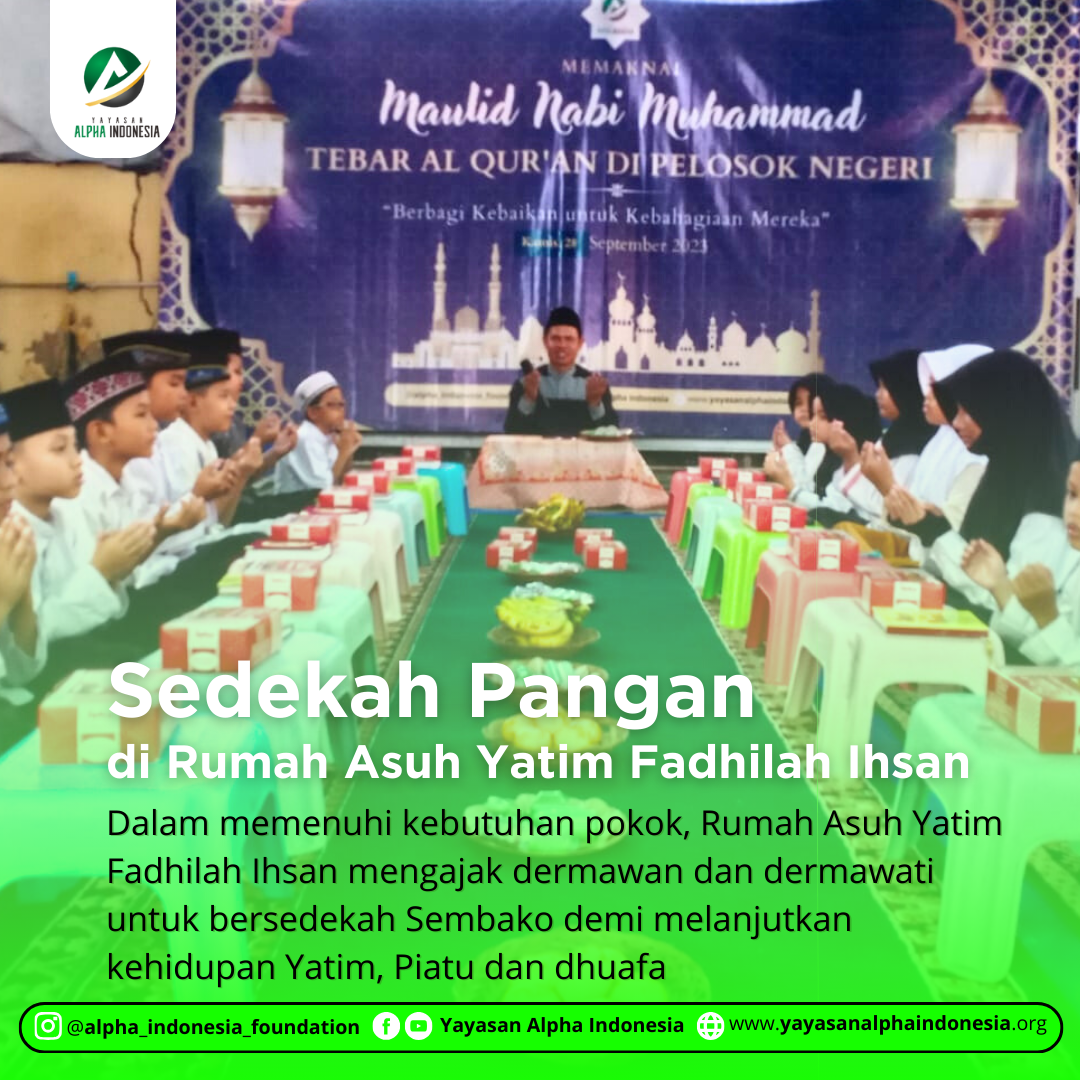 YAYASAN
ALPHA INDONESIA
MEMAKNAI
Maulid Nabi Muhammad
TEBAR AL QUR'AN DI PELOSOK NEGERI
"Berbagi Kebaikan untuk Kebahagiaan Mereka"
Kamis, 28 September 2023
Sedekah Pangan
di Rumah Asuh Yatim Fadhilah Ihsan
Dalam memenuhi kebutuhan pokok, Rumah Asuh Yatim
Fadhilah Ihsan mengajak dermawan dan dermawati
untuk bersedekah Sembako demi melanjutkan
kehidupan Yatim, Piatu dan dhuafa
@alpha_indonesia_foundation Yayasan Alpha Indonesia www.yayasanalphaindonesia.org